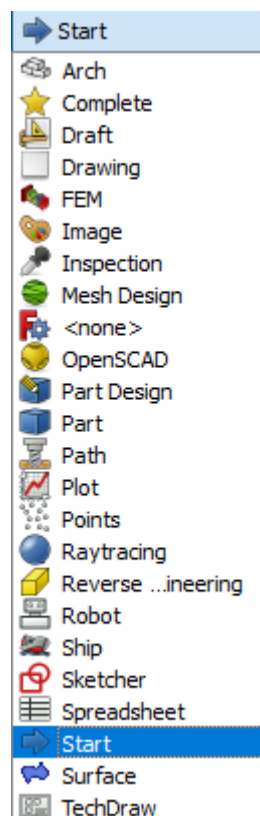 Start
Arch
Complete
Draft
Drawing
FEM
Image
Inspection
Mesh Design
<none>
OpenSCAD
Part Design
Part
Path
Plot
Points
Raytracing
Reverse ...ineering
Robot
Ship
Sketcher
Spreadsheet
Start
Surface
TechDraw